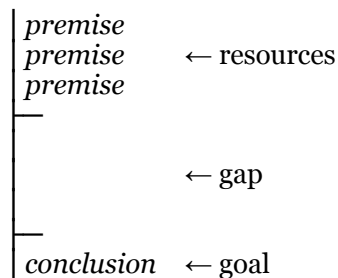 premise
premise ← resources
premise
← gap
conclusion ← goal